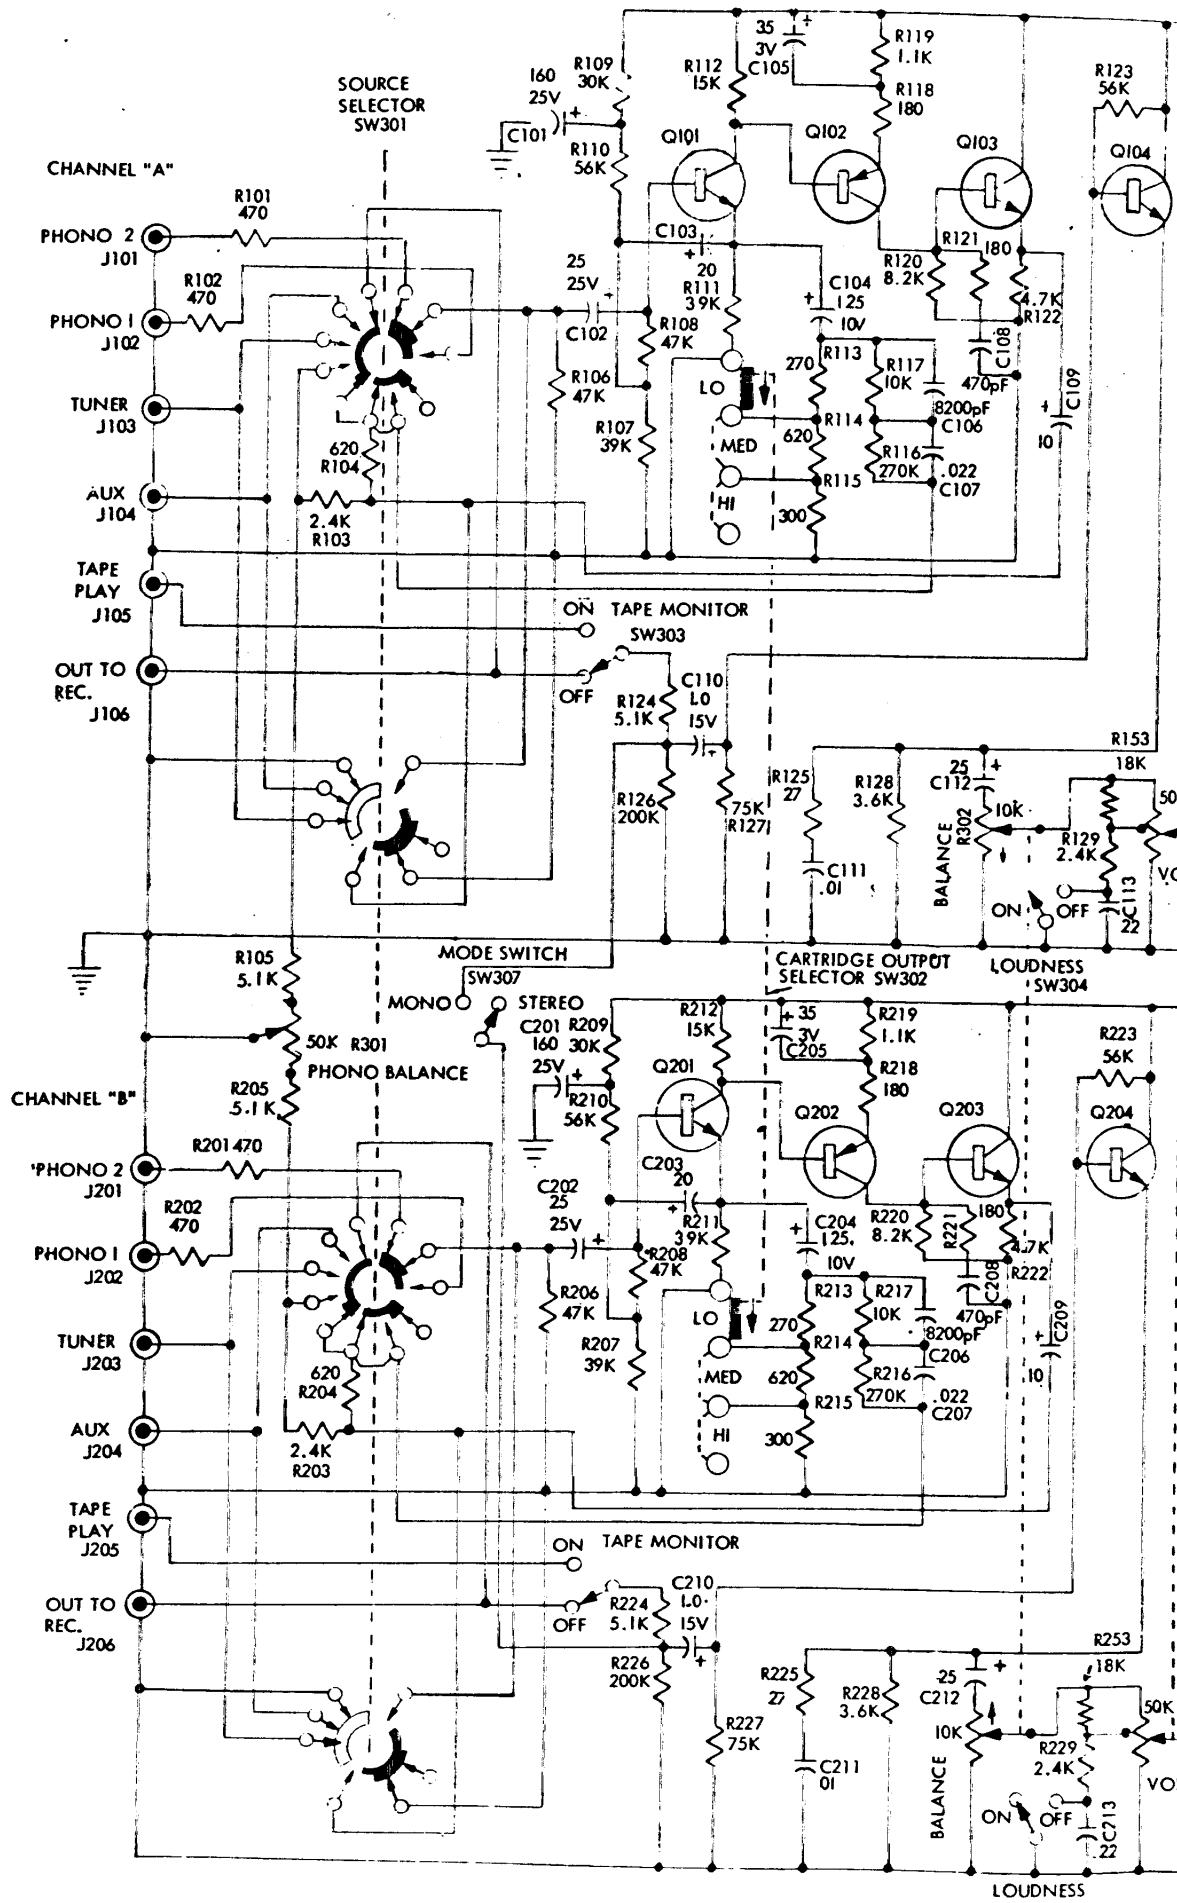 35
3V
C105
R119
1.1K
R109
30K
R112
15K
160
25V
C101
R118
180
R123
56K
SOURCE
SELECTOR
SW301
R110
56K
Q101
Q102
Q103
Q104
CHANNEL "A"
R101
470
PHONO 2
J101
C103
20
R121
180
R120
8.2K
R102
470
25
25V
C102
R111
39K
C104
125
10V
4.7K
R122
PHONO 1
J102
R108
47K
R113
270
R117
10K
C108
470pF
C109
10
R106
47K
LO
8200pF
C106
TUNER
J103
R107
39K
R114
620
MED
R116
270K
.022
C107
620
R104
R115
300
HI
AUX
J104
2.4K
R103
TAPE
PLAY
J105
ON
TAPE MONITOR
SW303
OUT TO
REC.
J106
OFF
R124
5.1K
C110
1.0
15V
R153
18K
R125
27
R128
3.6K
25
C112
50
R126
200K
75K
R127
BALANCE
R302
10K
R129
2.4K
C111
.01
ON
OFF
C113
22
VO
MODE SWITCH
SW307
CARTRIDGE OUTPUT
SELECTOR SW302
LOUDNESS
SW304
R105
5.1K
MONO
STEREO
50K
R301
PHONO BALANCE
C201
160
25V
R209
30K
R212
15K
35
3V
C205
R219
1.1K
R223
56K
R205
5.1K
R210
56K
Q201
R218
180
CHANNEL "B"
Q202
Q203
Q204
R201 470
'PHONO 2
J201
C203
20
R202
470
C202
25
25V
R211
39K
C204
125.
10V
R220
8.2K
R221
180
4.7K
R222
PHONO 1
J202
R208
47K
R206
47K
R213
270
R217
10K
C208
470pF
C209
10
LO
8200pF
C206
TUNER
J203
R207
39K
R214
620
MED
R216
270K
.022
C207
620
R204
R215
300
HI
AUX
J204
2.4K
R203
TAPE
PLAY
J205
ON
TAPE MONITOR
OUT TO
REC.
J206
OFF
R224
5.1K
C210
1.0
15V
R253
18K
R226
200K
R225
27
R228
3.6K
25
C212
50K
R227
75K
10K
R229
2.4K
C211
01
BALANCE
ON
OFF
C213
.22
VO
LOUDNESS